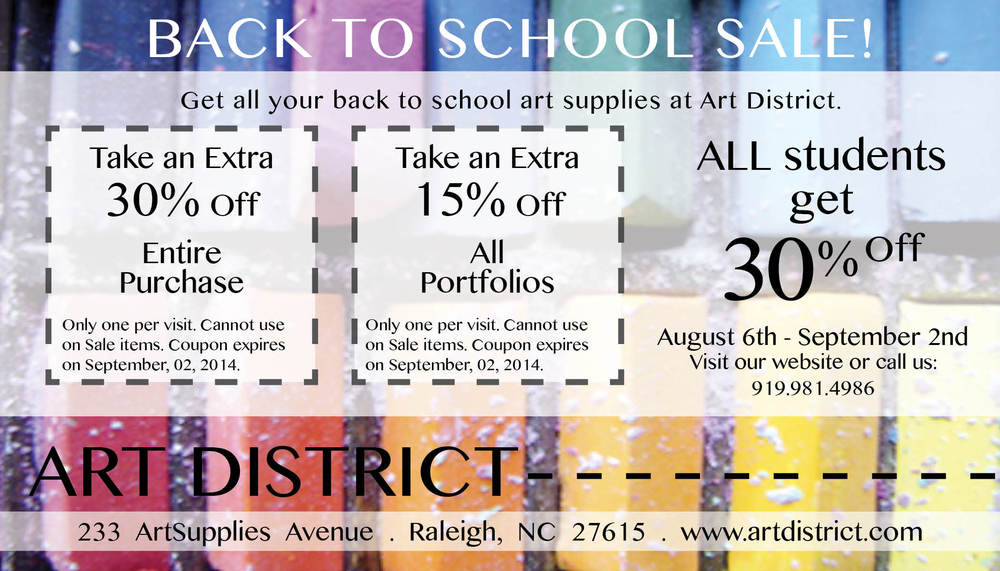 BACK TO SCHOOL SALE!
Get all your back to school art supplies at Art District.
Take an Extra
30% Off
Entire
Purchase
Only one per visit. Cannot use
on Sale items. Coupon expires
on September, 02, 2014.
Take an Extra
15% Off
All
Portfolios
Only one per visit. Cannot use
on Sale items. Coupon expires
on September, 02, 2014.
ALL students
get
30% Off
August 6th - September 2nd
Visit our website or call us:
919.981.4986
ART DISTRICT
233 ArtSupplies Avenue . Raleigh, NC 27615 . www.artdistrict.com